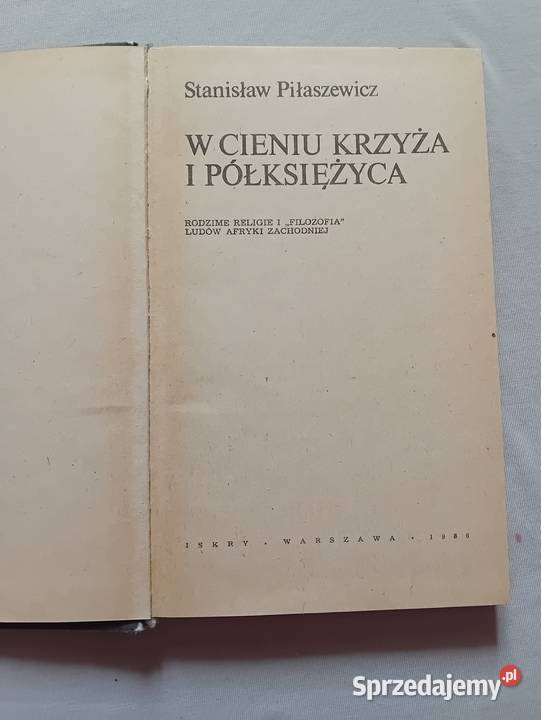 Stanisław Piłaszewicz
W CIENIU KRZYŻA
I PÓŁKSIĘŻYCA
RODZIME RELIGIE I „FILOZOFIA”
LUDÓW AFRYKI ZACHODNIEJ
ISKRY • WARSZAWA • 1986
Sprzedajemy.pl